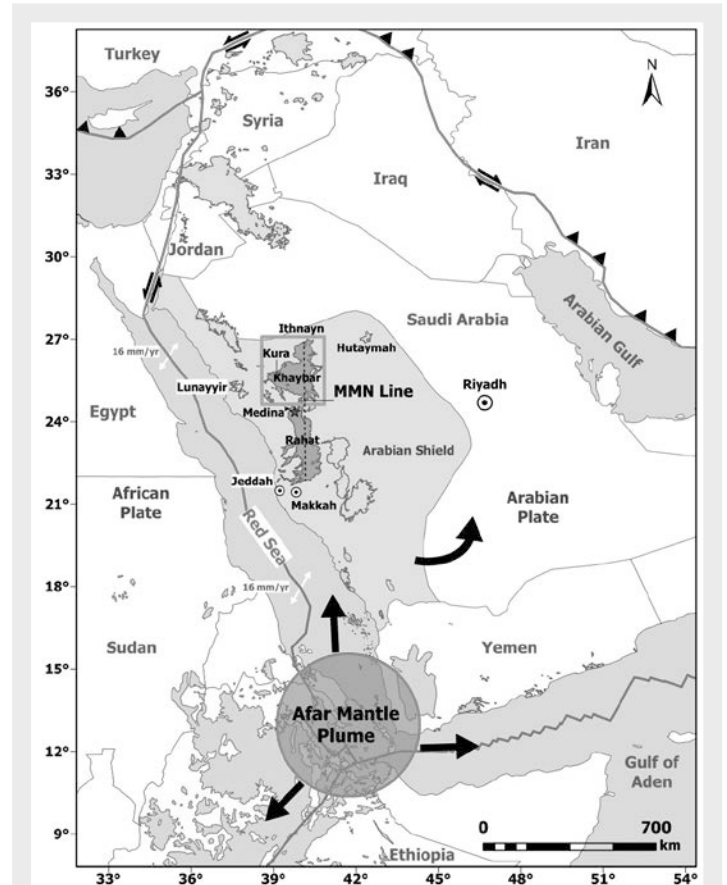 Turkey
N
36°
Syria
Iran
33°
Iraq
30°
Jordan
Arabian Gulf
27°
Ithnayn
Saudi Arabia
Hutaymah
16 mm/yr
Kura
Khaybar
Lunayyir
MMN Line
Riyadh
Egypt
24°
Medina
Rahat
Arabian Shield
Jeddah
21°
Makkah
African
Plate
Arabian
Plate
Red Sea
18°
16 mm/yr
Sudan
Yemen
15°
Afar Mantle
Plume
12°
Gulf of
Aden
0 700
km
9°
Ethiopia
33° 36° 39° 42° 45° 48° 51° 54°